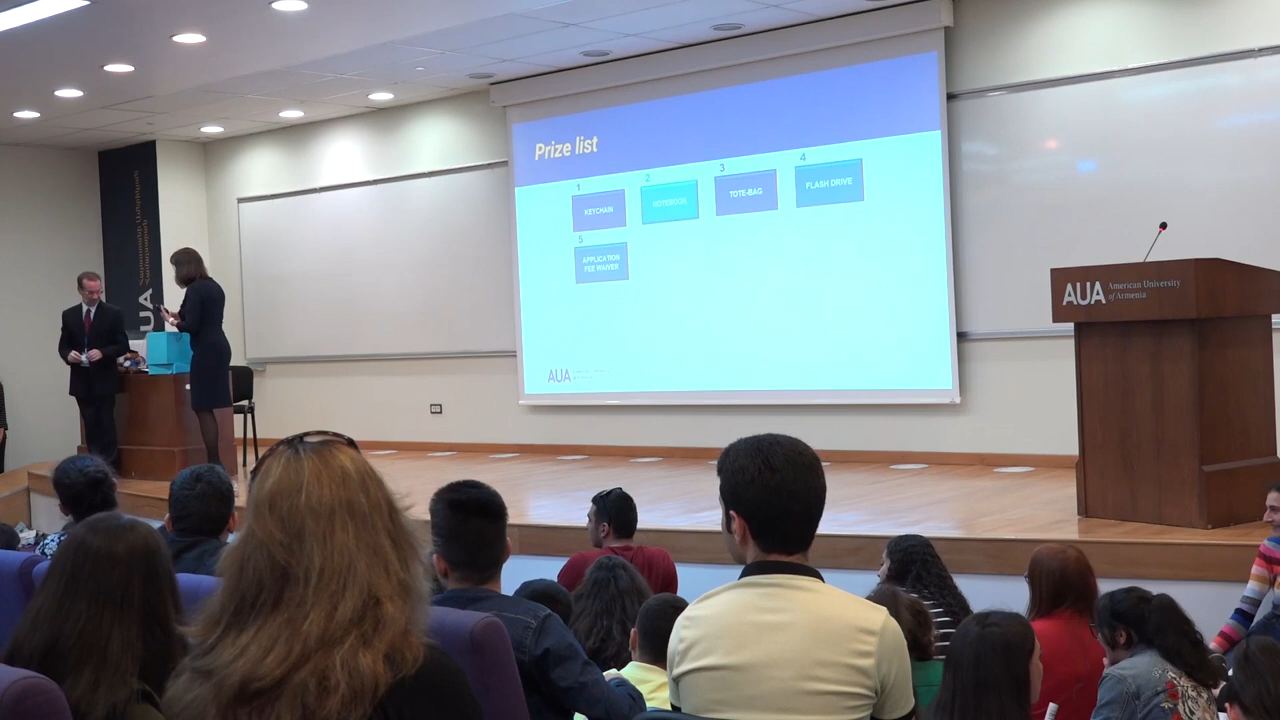 Prize list
1
2
3
4
KEYCHAIN
NOTEBOOK
TOTE-BAG
FLASH DRIVE
5
APPLICATION
FEE WAIVER
AUA
AUA
American University
of Armenia
AUA